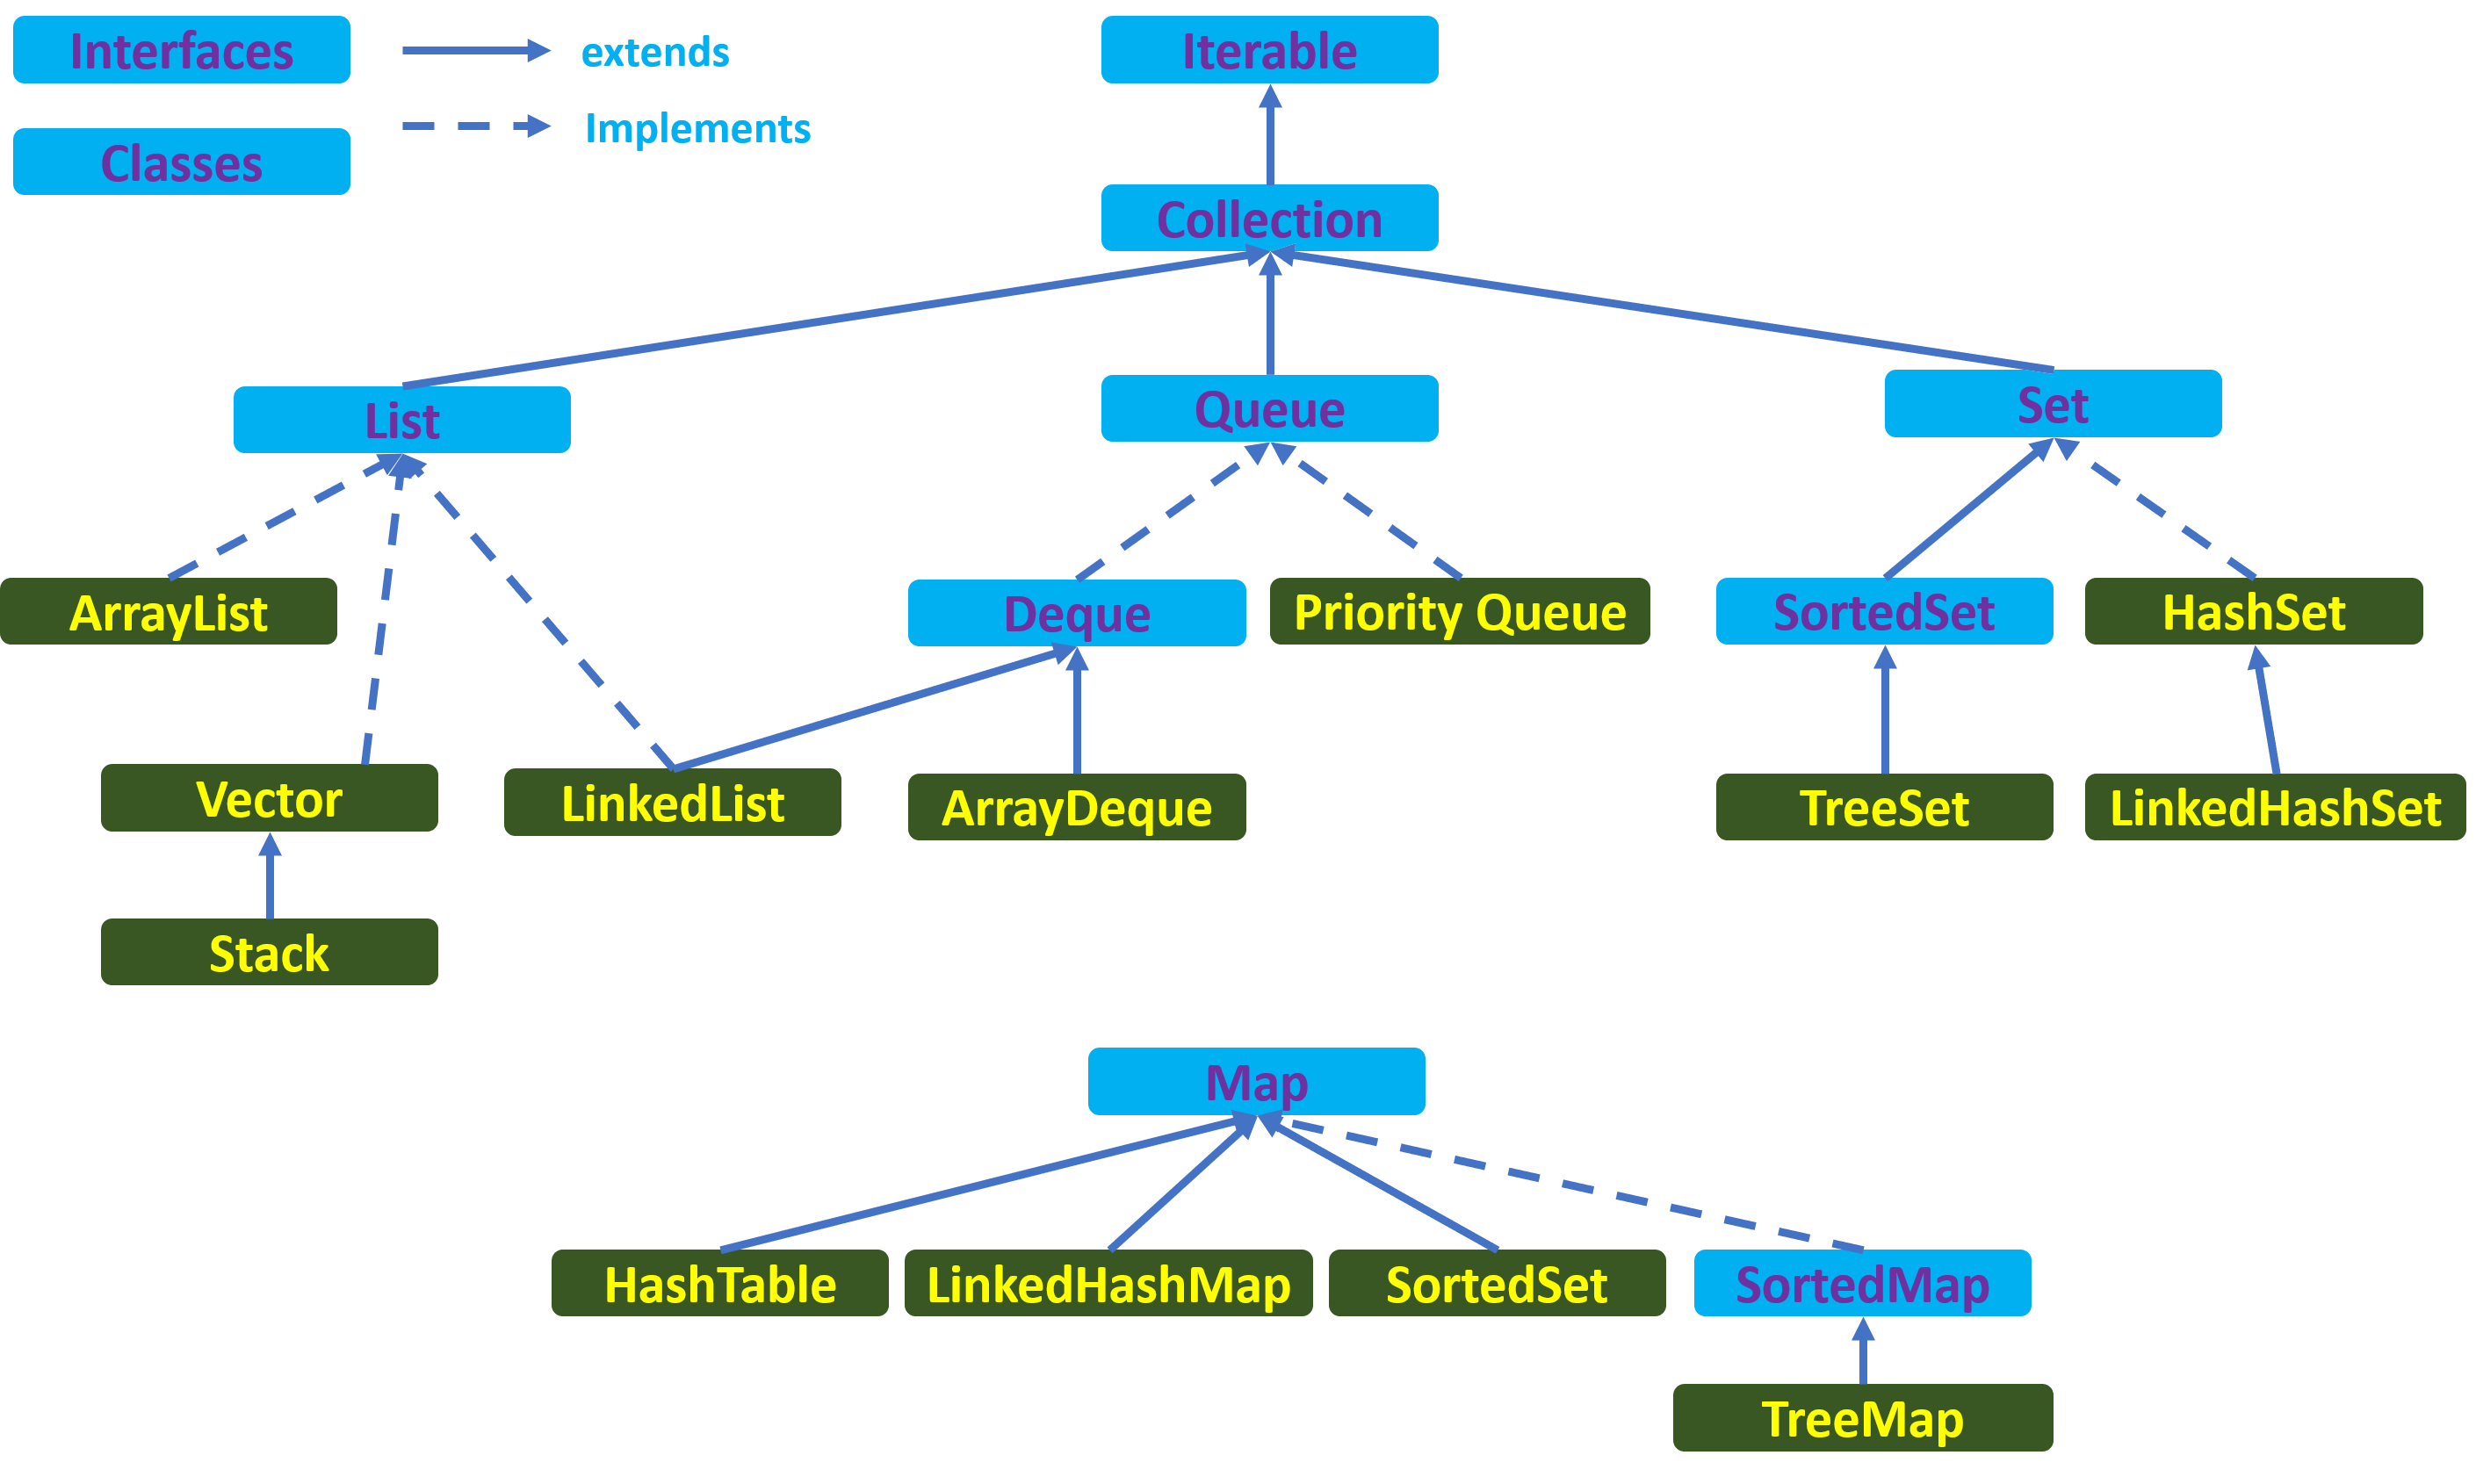 Interfaces
extends
Iterable
Implements
Classes
Collection
List
Queue
Set
ArrayList
Deque
Priority Queue
SortedSet
HashSet
Vector
LinkedList
ArrayDeque
TreeSet
LinkedHashSet
Stack
Map
HashTable
LinkedHashMap
SortedSet
SortedMap
TreeMap